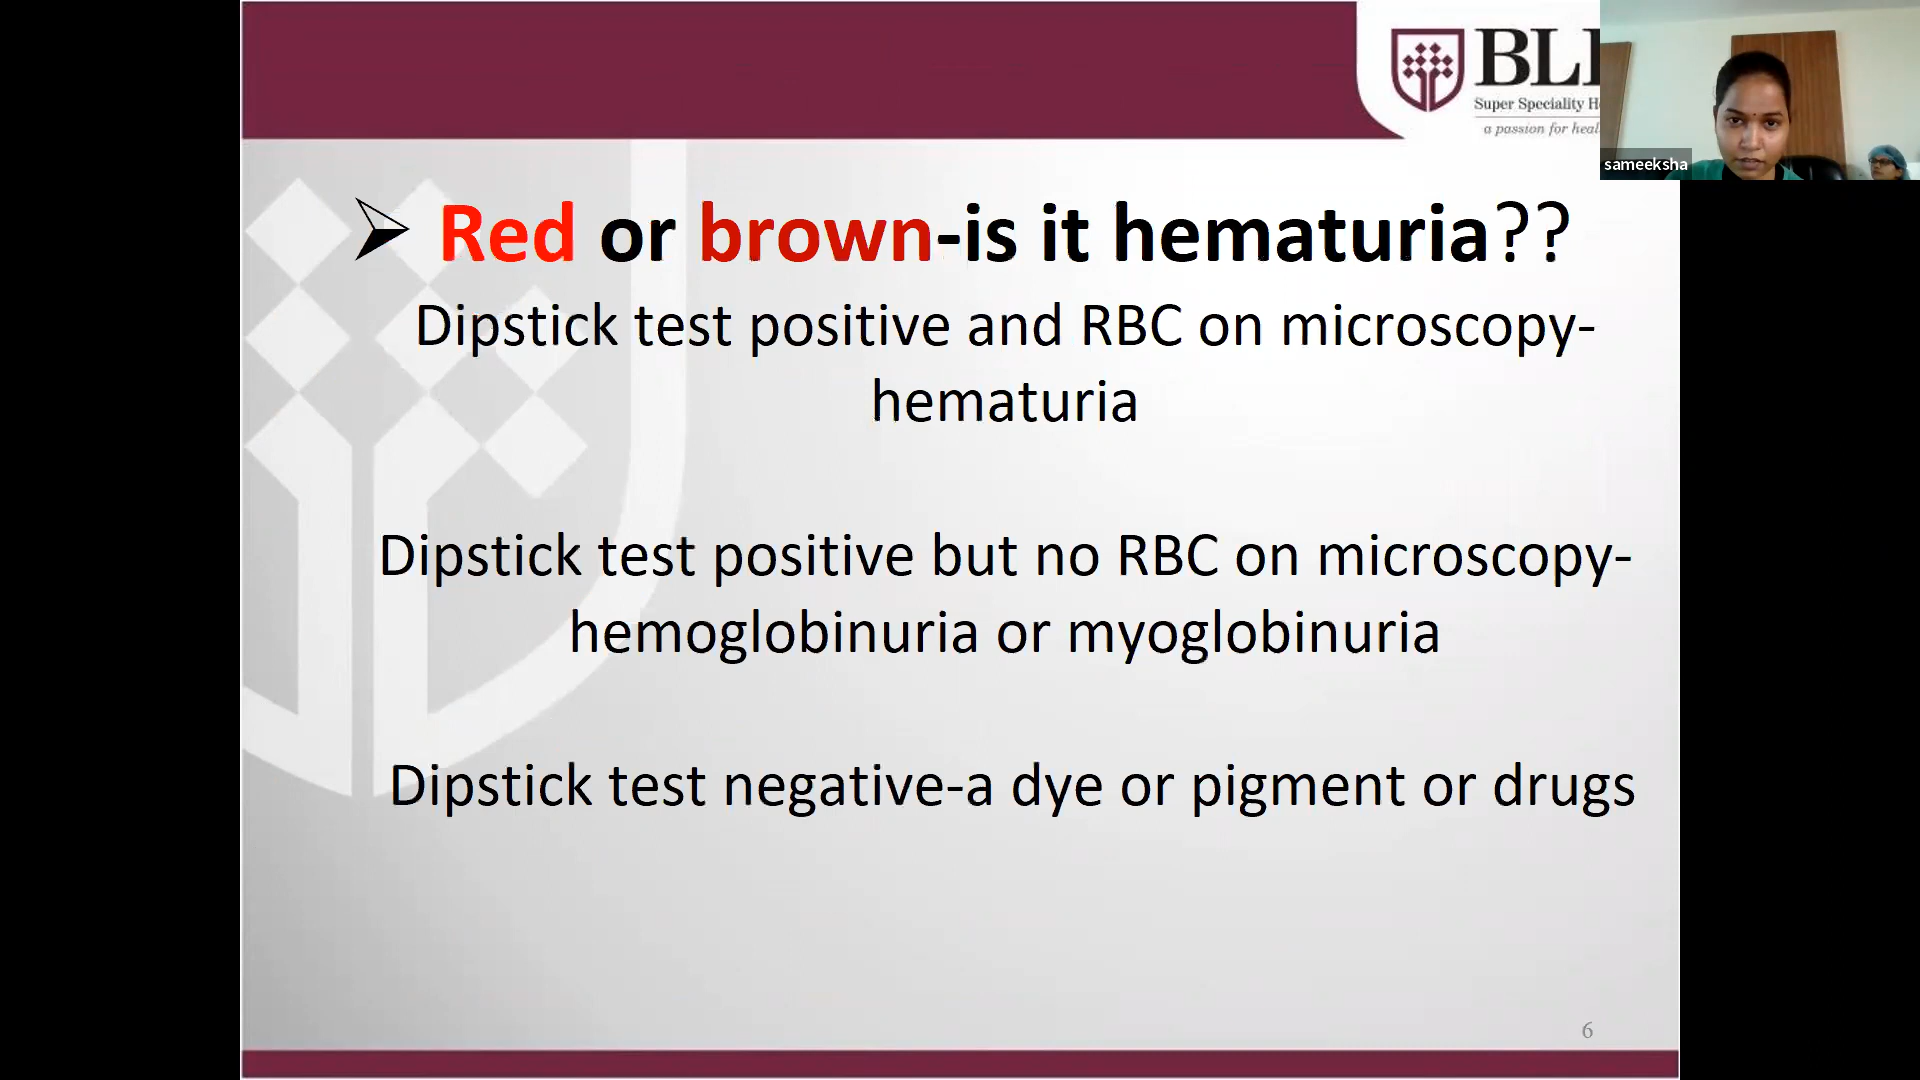 BLK
Super Speciality H
a passion for heal
sameeksha
➢ Red or brown-is it hematuria??
Dipstick test positive and RBC on microscopy-
hematuria
Dipstick test positive but no RBC on microscopy-
hemoglobinuria or myoglobinuria
Dipstick test negative-a dye or pigment or drugs
6